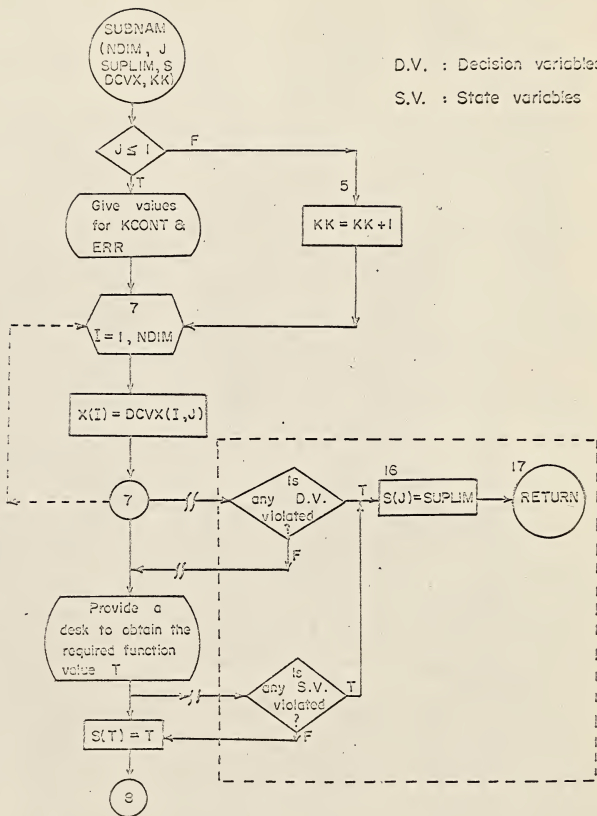 SUBNAM
(NDIM, J
SUPLIM, S
DCVX, KK)
D.V. : Decision variables
S.V. : State variables
J ≤ 1
F
T
Give values
for KCONT &
ERR
5
KK = KK+1
7
I = 1, NDIM
X(I) = DCVX(I,J)
7
Is
any D.V.
violated
?
T
F
16
S(J)=SUPLIM
17
RETURN
Provide a
desk to obtain the
required function
value T
Is
any S.V.
violated
?
T
F
S(T) = T
8